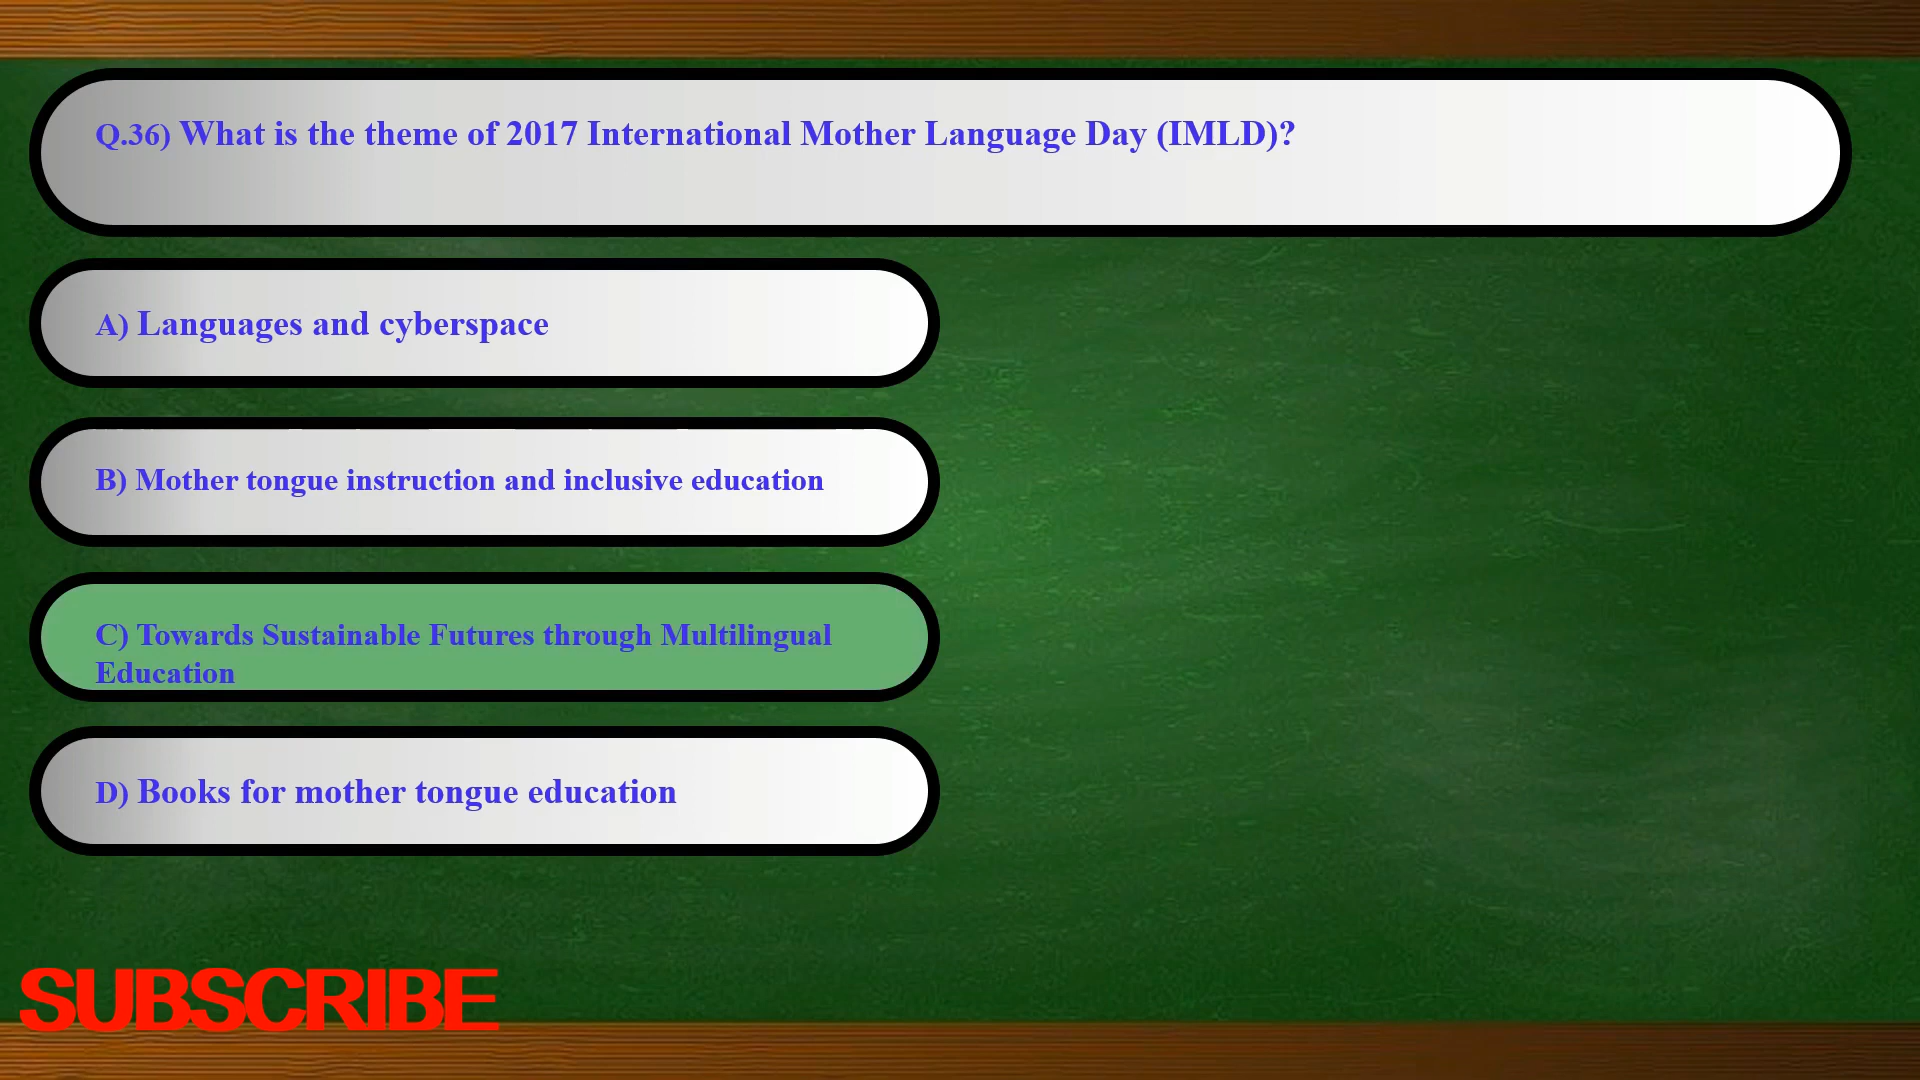 Q.36) What is the theme of 2017 International Mother Language Day (IMLD)?
A) Languages and cyberspace
B) Mother tongue instruction and inclusive education
C) Towards Sustainable Futures through Multilingual
Education
D) Books for mother tongue education
SUBSCRIBE